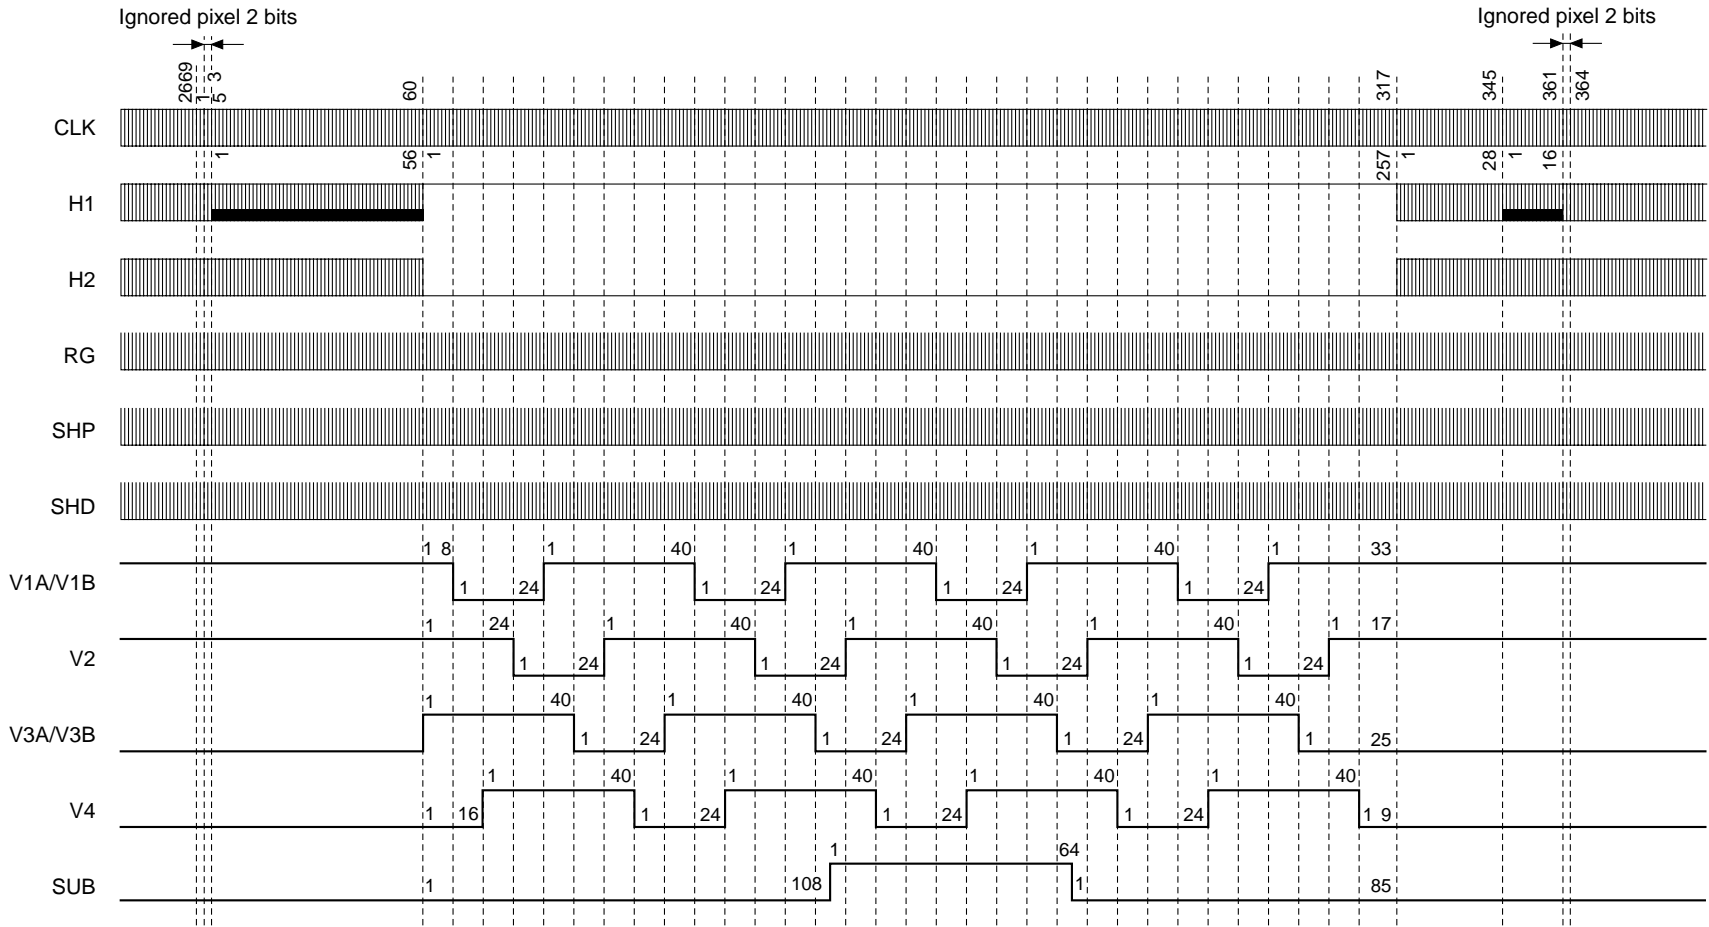 Ignored pixel 2 bits Ignored pixel 2 bits
2669 1 3 5 60 317 345 361 364
CLK
1 56 1 257 1 28 1 16
H1
H2
RG
SHP
SHD
1 8 1 40 1 40 1 40 1 33
V1A/V1B 1 24 1 24 1 24 1 24
1 24 1 40 1 40 1 40 1 17
V2 1 24 1 24 1 24 1 24
1 40 1 40 1 40 1 40
V3A/V3B 1 24 1 24 1 24 1 25
1 40 1 40 1 40 1 40
V4 1 16 1 24 1 24 1 24 1 9
1 64
SUB 1 108 1 85